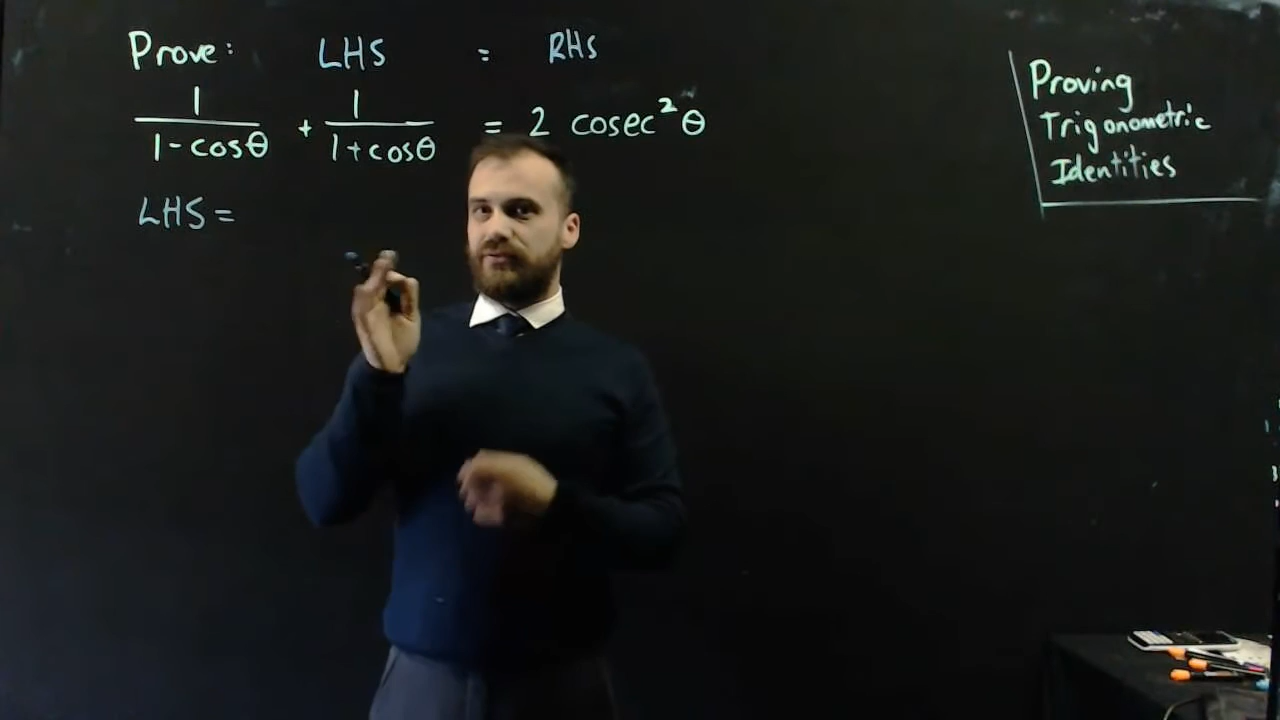 Prove: LHS = RHS
1/(1-cosθ) + 1/(1+cosθ) = 2 cosec²θ
LHS =
Proving
Trigonometric
Identities